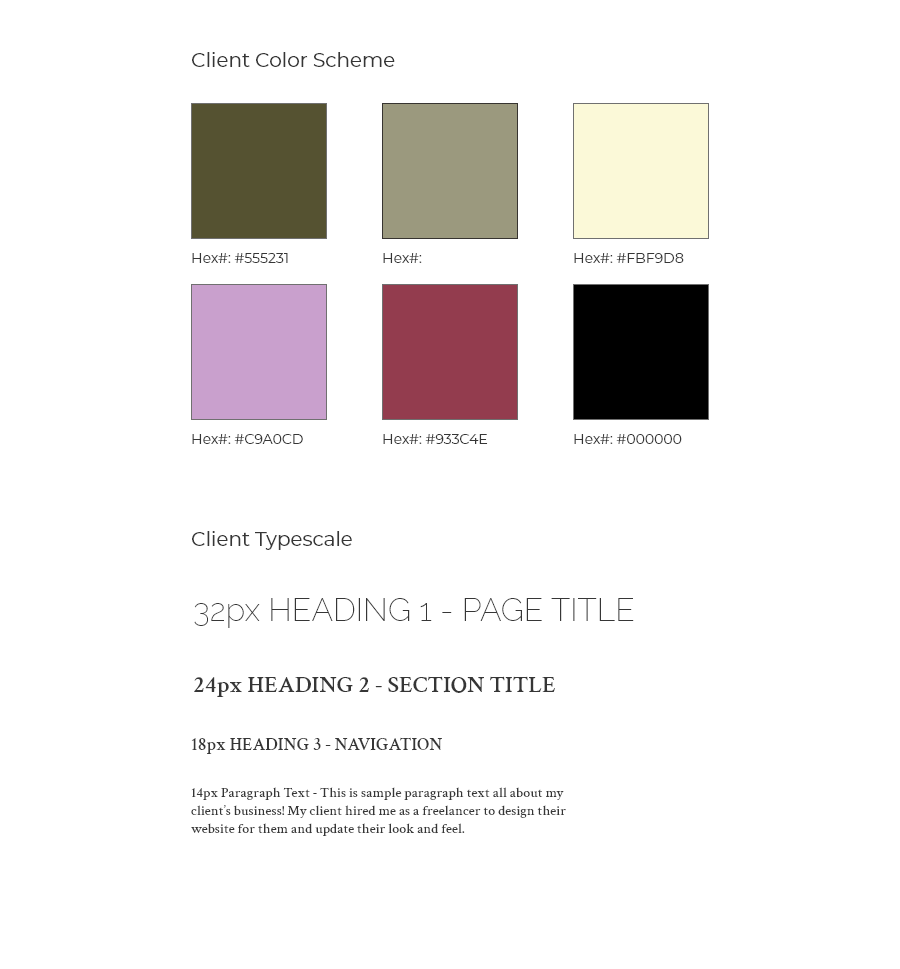 Client Color Scheme
Hex#: #555231
Hex#:
Hex#: #FBF9D8
Hex#: #C9A0CD
Hex#: #933C4E
Hex#: #000000
Client Typescale
32px HEADING 1 - PAGE TITLE
24px HEADING 2 - SECTION TITLE
18px HEADING 3 - NAVIGATION
14px Paragraph Text - This is sample paragraph text all about my
client's business! My client hired me as a freelancer to design their
website for them and update their look and feel.